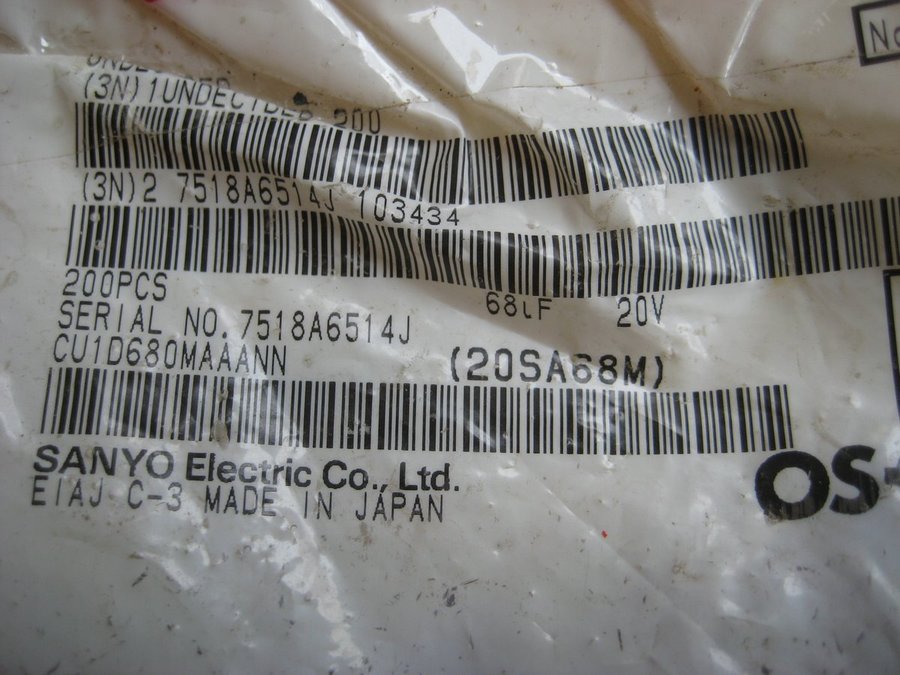 No
(3N)1UNDECIDED 200
(3N)2 7518A6514J 103434
200PCS 68uF 20V
SERIAL NO. 7518A6514J
CU1D680MAAANN (20SA68M)
SANYO Electric Co., Ltd.
EIAJ C-3 MADE IN JAPAN
OS-